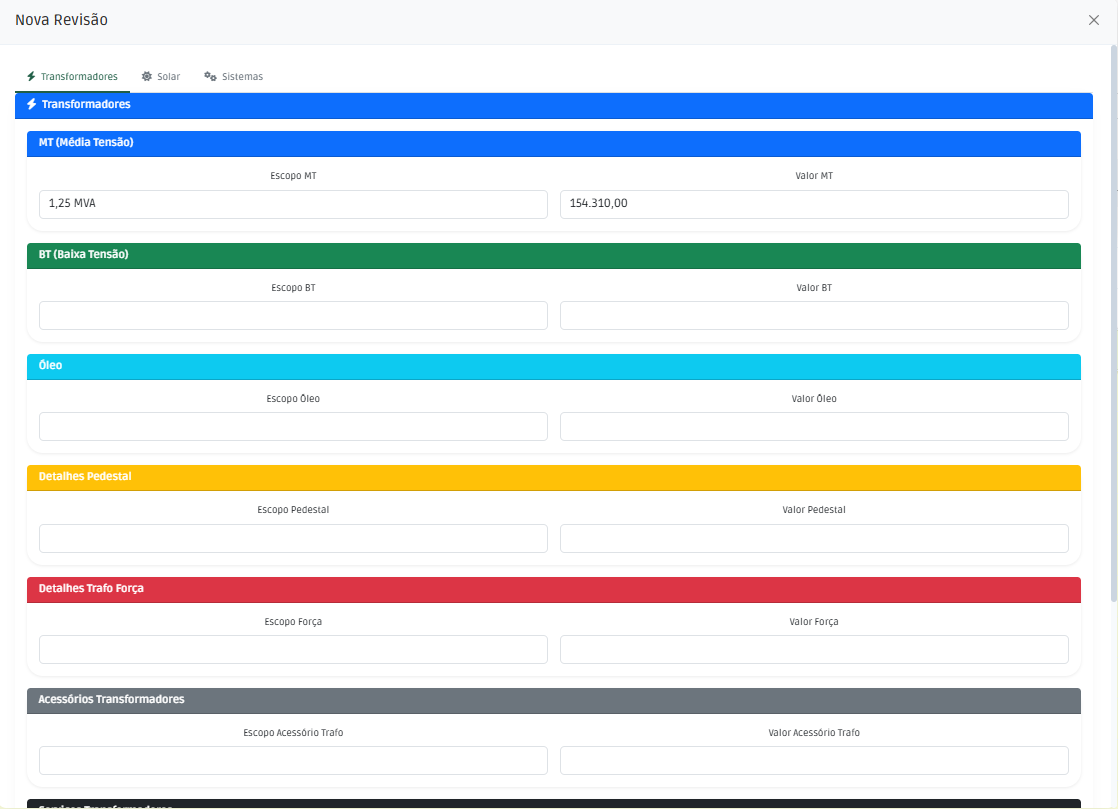 Nova Revisão
Transformadores Solar Sistemas
Transformadores
MT (Média Tensão)
Escopo MT Valor MT
1,25 MVA 154.310,00
BT (Baixa Tensão)
Escopo BT Valor BT
Óleo
Escopo Óleo Valor Óleo
Detalhes Pedestal
Escopo Pedestal Valor Pedestal
Detalhes Trafo Força
Escopo Força Valor Força
Acessórios Transformadores
Escopo Acessório Trafo Valor Acessório Trafo
Serviços Transformadores